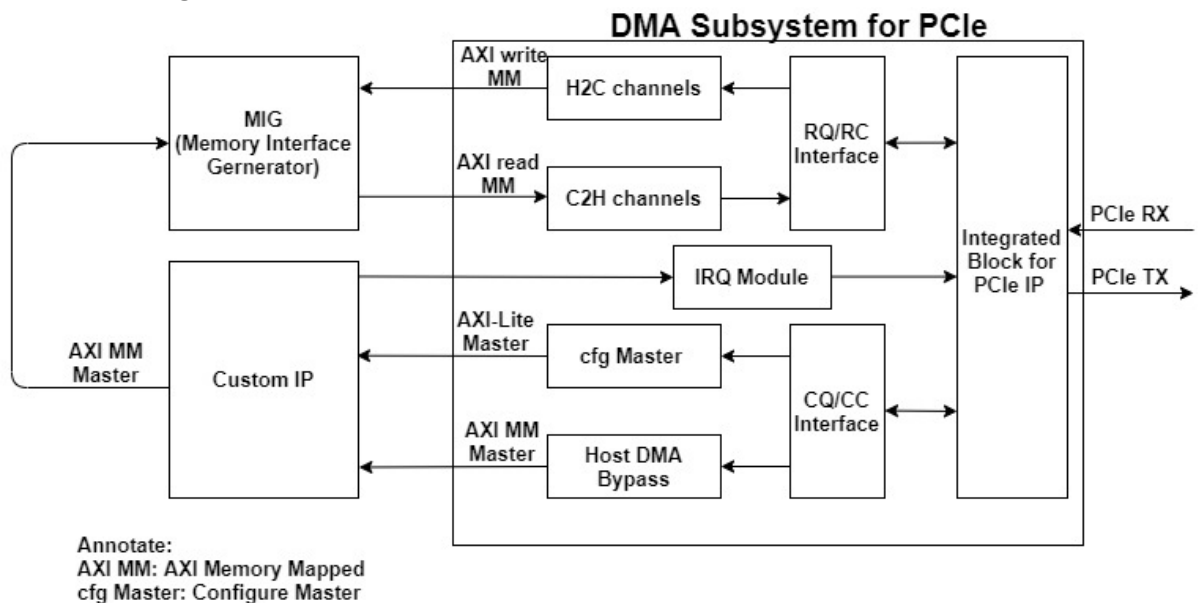 DMA Subsystem for PCIe
AXI write
MM
H2C channels
MIG
(Memory Interface
Gernerator)
RQ/RC
Interface
AXI read
MM
C2H channels
PCIe RX
Integrated
Block for
PCIe IP
PCIe TX
IRQ Module
AXI-Lite
Master
cfg Master
AXI MM
Master
Custom IP
CQ/CC
Interface
AXI MM
Master
Host DMA
Bypass
Annotate:
AXI MM: AXI Memory Mapped
cfg Master: Configure Master